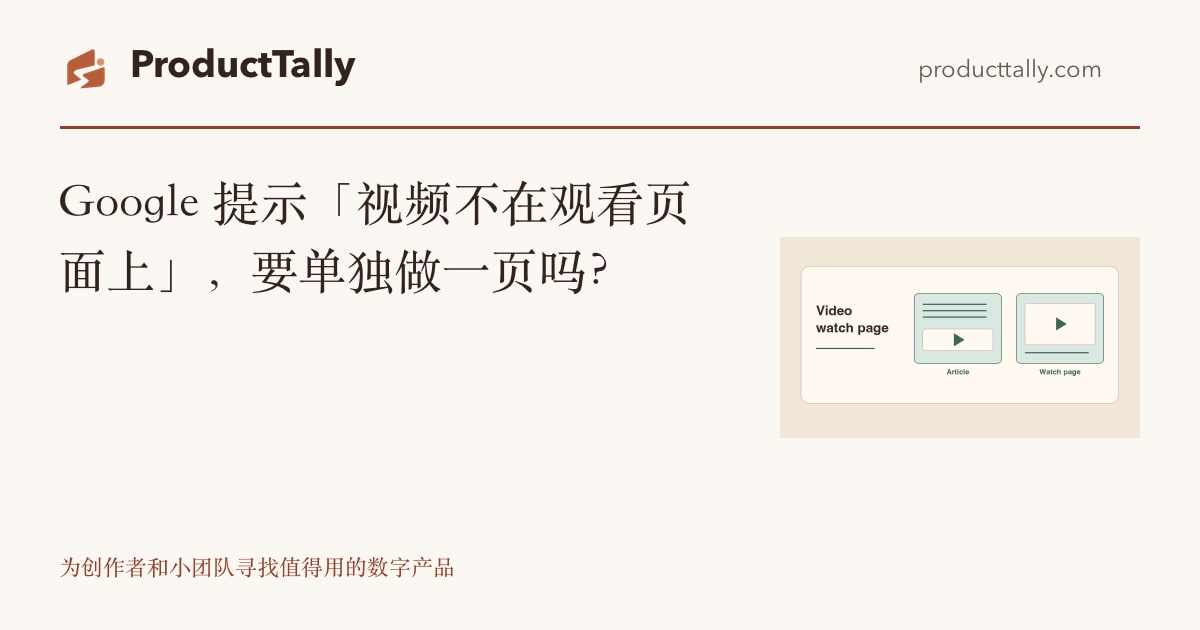 ProductTally
producttally.com
Google 提示「视频不在观看页
面上」，要单独做一页吗?
Video
watch page
Article
Watch page
为创作者和小团队寻找值得用的数字产品